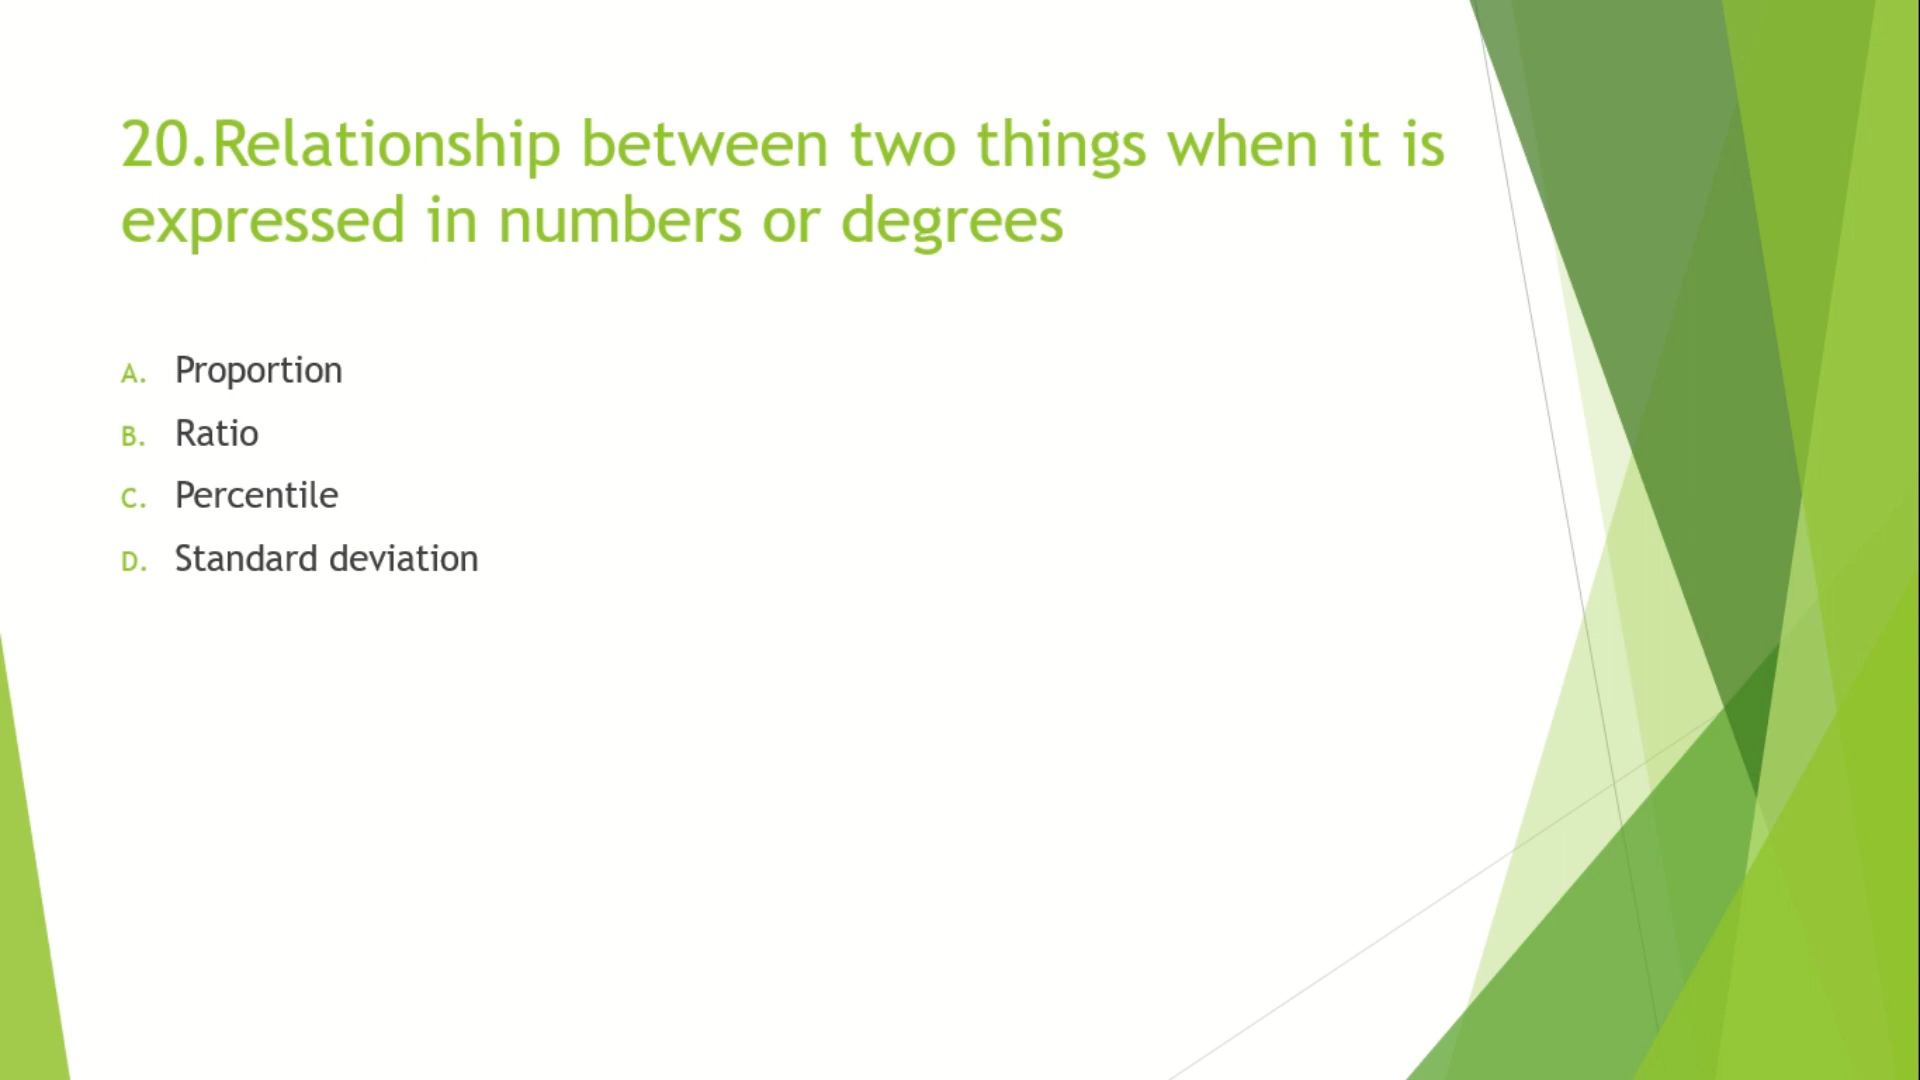 20.Relationship between two things when it is
expressed in numbers or degrees
A. Proportion
B. Ratio
C. Percentile
D. Standard deviation